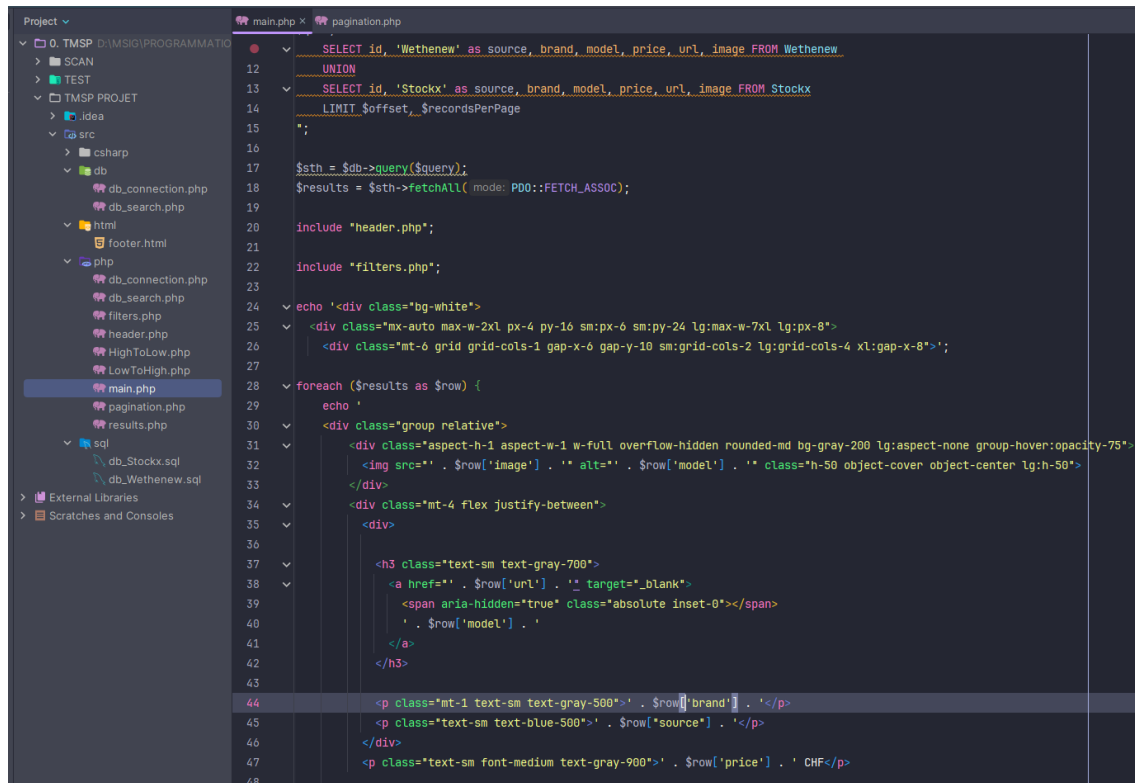 Project
main.php ×
pagination.php
0. TMSP D:\MSIG\PROGRAMMATIO
SCAN
TEST
TMSP PROJET
.idea
src
csharp
db
db_connection.php
db_search.php
html
footer.html
php
db_connection.php
db_search.php
filters.php
header.php
HighToLow.php
LowToHigh.php
main.php
pagination.php
results.php
sql
db_Stockx.sql
db_Wethenew.sql
External Libraries
Scratches and Consoles
SELECT id, 'Wethenew' as source, brand, model, price, url, image FROM Wethenew
12 UNION
13 SELECT id, 'Stockx' as source, brand, model, price, url, image FROM Stockx
14 LIMIT $offset, $recordsPerPage
15 ";
16
17 $sth = $db->query($query);
18 $results = $sth->fetchAll( mode: PDO::FETCH_ASSOC);
19
20 include "header.php";
21
22 include "filters.php";
23
24 echo '<div class="bg-white">
25 <div class="mx-auto max-w-2xl px-4 py-16 sm:px-6 sm:py-24 lg:max-w-7xl lg:px-8">
26 <div class="mt-6 grid grid-cols-1 gap-x-6 gap-y-10 sm:grid-cols-2 lg:grid-cols-4 xl:gap-x-8">';
27
28 foreach ($results as $row) {
29 echo '
30 <div class="group relative">
31 <div class="aspect-h-1 aspect-w-1 w-full overflow-hidden rounded-md bg-gray-200 lg:aspect-none group-hover:opacity-75">
32 <img src="' . $row['image'] . '" alt="' . $row['model'] . '" class="h-50 object-cover object-center lg:h-50">
33 </div>
34 <div class="mt-4 flex justify-between">
35 <div>
36
37 <h3 class="text-sm text-gray-700">
38 <a href="' . $row['url'] . '" target="_blank">
39 <span aria-hidden="true" class="absolute inset-0"></span>
40 ' . $row['model'] . '
41 </a>
42 </h3>
43
44 <p class="mt-1 text-sm text-gray-500">' . $row['brand'] . '</p>
45 <p class="text-sm text-blue-500">' . $row["source"] . '</p>
46 </div>
47 <p class="text-sm font-medium text-gray-900">' . $row['price'] . ' CHF</p>
48